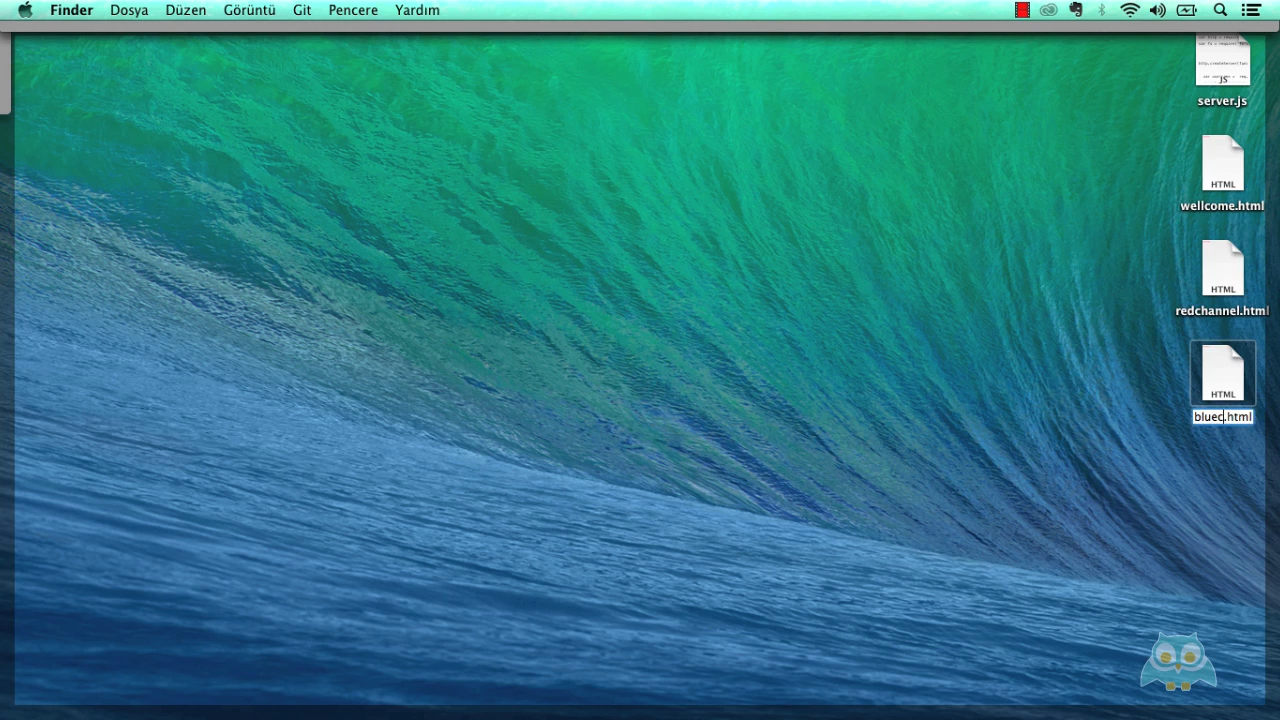 Finder Dosya Düzen Görüntü Git Pencere Yardım
JS
server.js
HTML
wellcome.html
HTML
redchannel.html
HTML
bluec.html